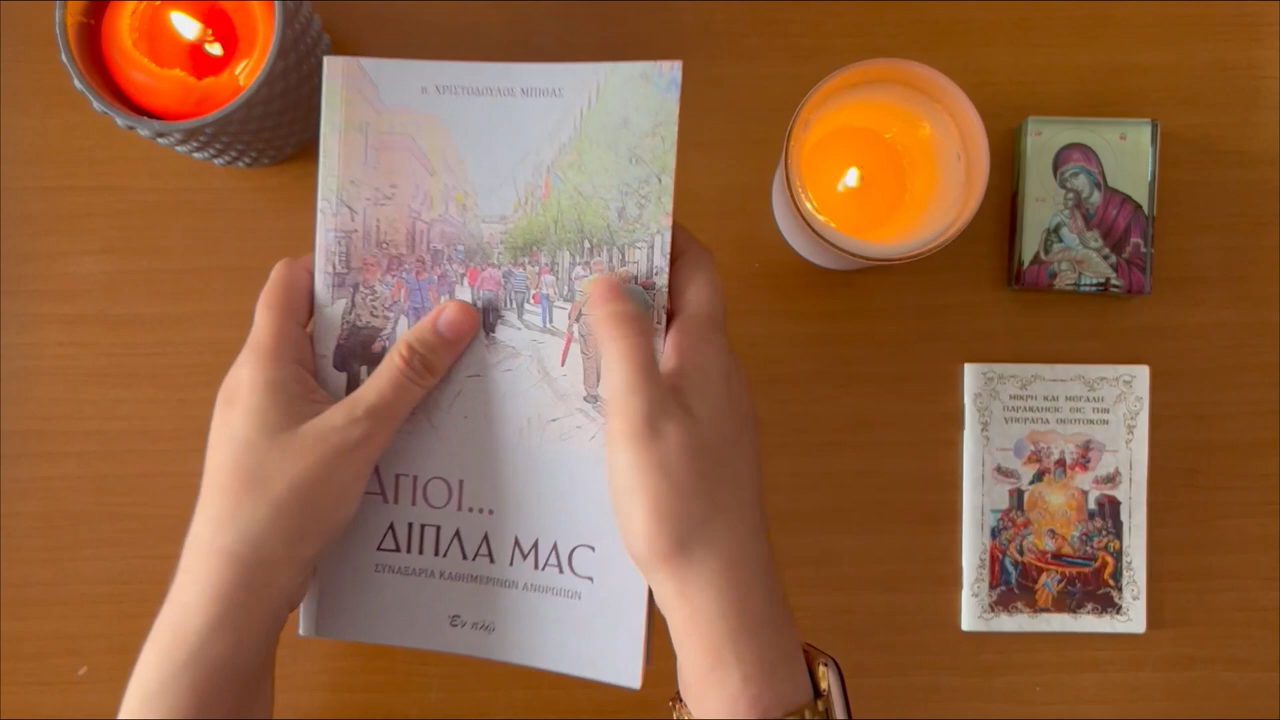 π. ΧΡΙΣΤΟΔΟΥΛΟΣ ΜΠΙΘΑΣ
ΑΓΙΟΙ...
ΔΙΠΛΑ ΜΑς
ΣΥΝΑΞΑΡΙΑ ΚΑΘΗΜΕΡΙΝΩΝ ΑΝΘΡΩΠΩΝ
Ἐν πλῷ
ΜΙΚΡΗ ΚΑΙ ΜΕΓΑΛΗ
ΠΑΡΑΚΛΗΣΙΣ ΕΙΣ ΤΗΝ
ΥΠΕΡΑΓΙΑ ΘΕΟΤΟΚΟΝ